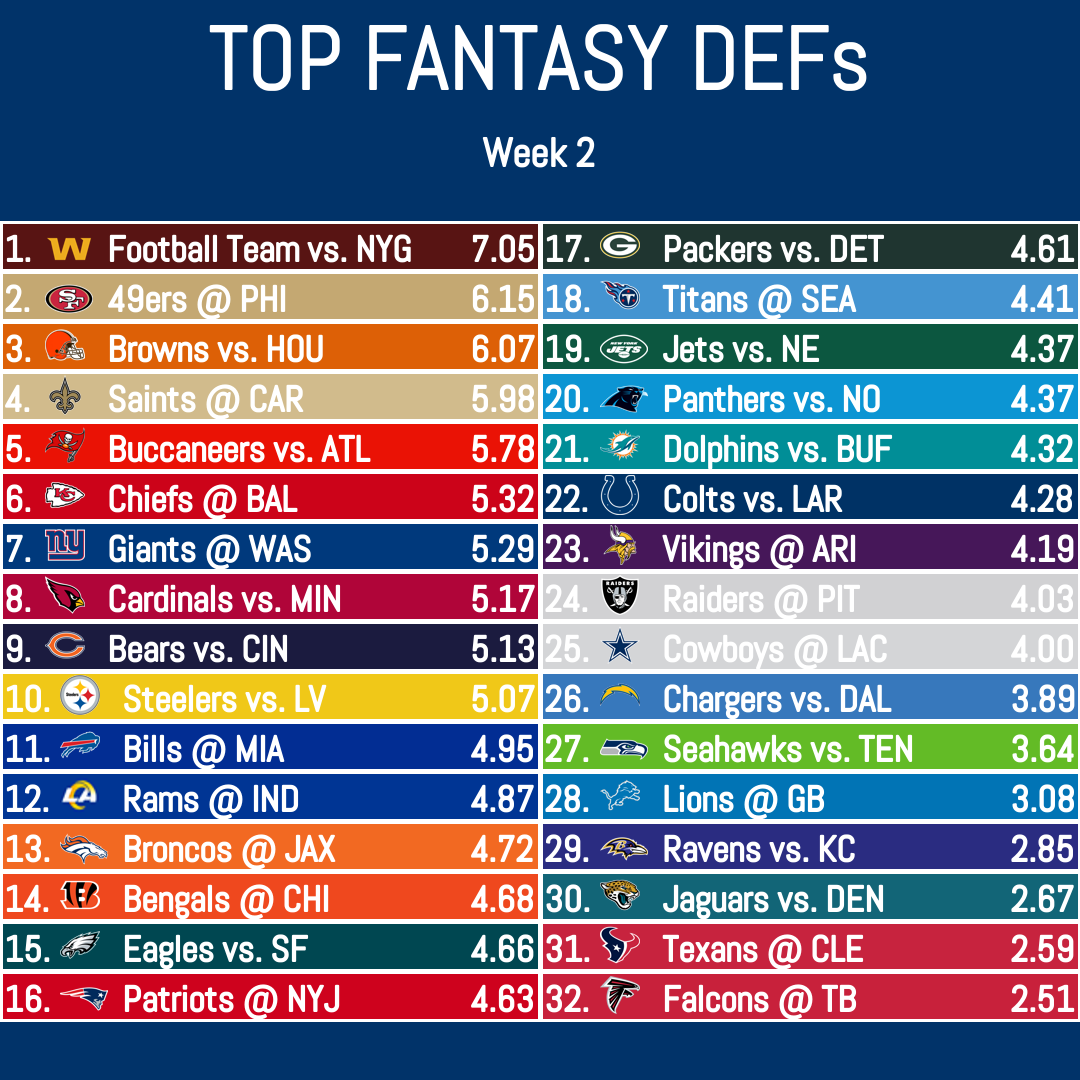 TOP FANTASY DEFs
Week 2
1. W Football Team vs. NYG 7.05
2. SF 49ers @ PHI 6.15
3. Browns vs. HOU 6.07
4. Saints @ CAR 5.98
5. Buccaneers vs. ATL 5.78
6. KC Chiefs @ BAL 5.32
7. ny Giants @ WAS 5.29
8. Cardinals vs. MIN 5.17
9. C Bears vs. CIN 5.13
10. Steelers Steelers vs. LV 5.07
11. Bills @ MIA 4.95
12. LA Rams @ IND 4.87
13. Broncos @ JAX 4.72
14. B Bengals @ CHI 4.68
15. Eagles vs. SF 4.66
16. Patriots @ NYJ 4.63
17. G Packers vs. DET 4.61
18. T Titans @ SEA 4.41
19. NEW YORK JETS Jets vs. NE 4.37
20. Panthers vs. NO 4.37
21. Dolphins vs. BUF 4.32
22. Colts vs. LAR 4.28
23. Vikings @ ARI 4.19
24. RAIDERS Raiders @ PIT 4.03
25. Cowboys @ LAC 4.00
26. Chargers vs. DAL 3.89
27. Seahawks vs. TEN 3.64
28. Lions @ GB 3.08
29. Ravens vs. KC 2.85
30. Jaguars vs. DEN 2.67
31. Texans @ CLE 2.59
32. Falcons @ TB 2.51